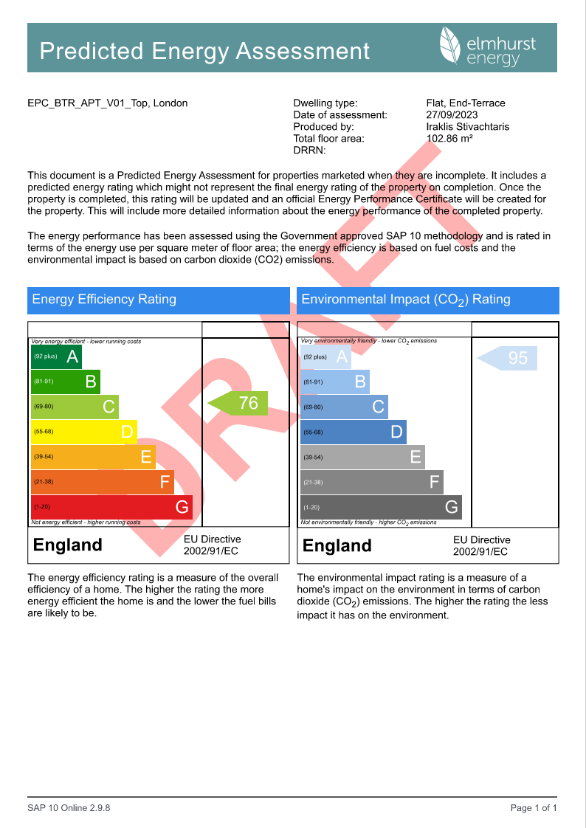 Predicted Energy Assessment
elmhurst
energy
EPC_BTR_APT_V01_Top, London
Dwelling type: Flat, End-Terrace
Date of assessment: 27/09/2023
Produced by: Iraklis Stivachtaris
Total floor area: 102.86 m²
DRRN:
This document is a Predicted Energy Assessment for properties marketed when they are incomplete. It includes a
predicted energy rating which might not represent the final energy rating of the property on completion. Once the
property is completed, this rating will be updated and an official Energy Performance Certificate will be created for
the property. This will include more detailed information about the energy performance of the completed property.
The energy performance has been assessed using the Government approved SAP 10 methodology and is rated in
terms of the energy use per square meter of floor area; the energy efficiency is based on fuel costs and the
environmental impact is based on carbon dioxide (CO2) emissions.
DRAFT
Energy Efficiency Rating
Very energy efficient - lower running costs
(92 plus) A
(81-91) B
(69-80) C
76
(55-68) D
(39-54) E
(21-38) F
(1-20) G
Not energy efficient - higher running costs
England
EU Directive
2002/91/EC
The energy efficiency rating is a measure of the overall
efficiency of a home. The higher the rating the more
energy efficient the home is and the lower the fuel bills
are likely to be.
Environmental Impact (CO₂) Rating
Very environmentally friendly - lower CO₂ emissions
(92 plus) A
95
(81-91) B
(69-80) C
(55-68) D
(39-54) E
(21-38) F
(1-20) G
Not environmentally friendly - higher CO₂ emissions
England
EU Directive
2002/91/EC
The environmental impact rating is a measure of a
home's impact on the environment in terms of carbon
dioxide (CO₂) emissions. The higher the rating the less
impact it has on the environment.
SAP 10 Online 2.9.8
Page 1 of 1